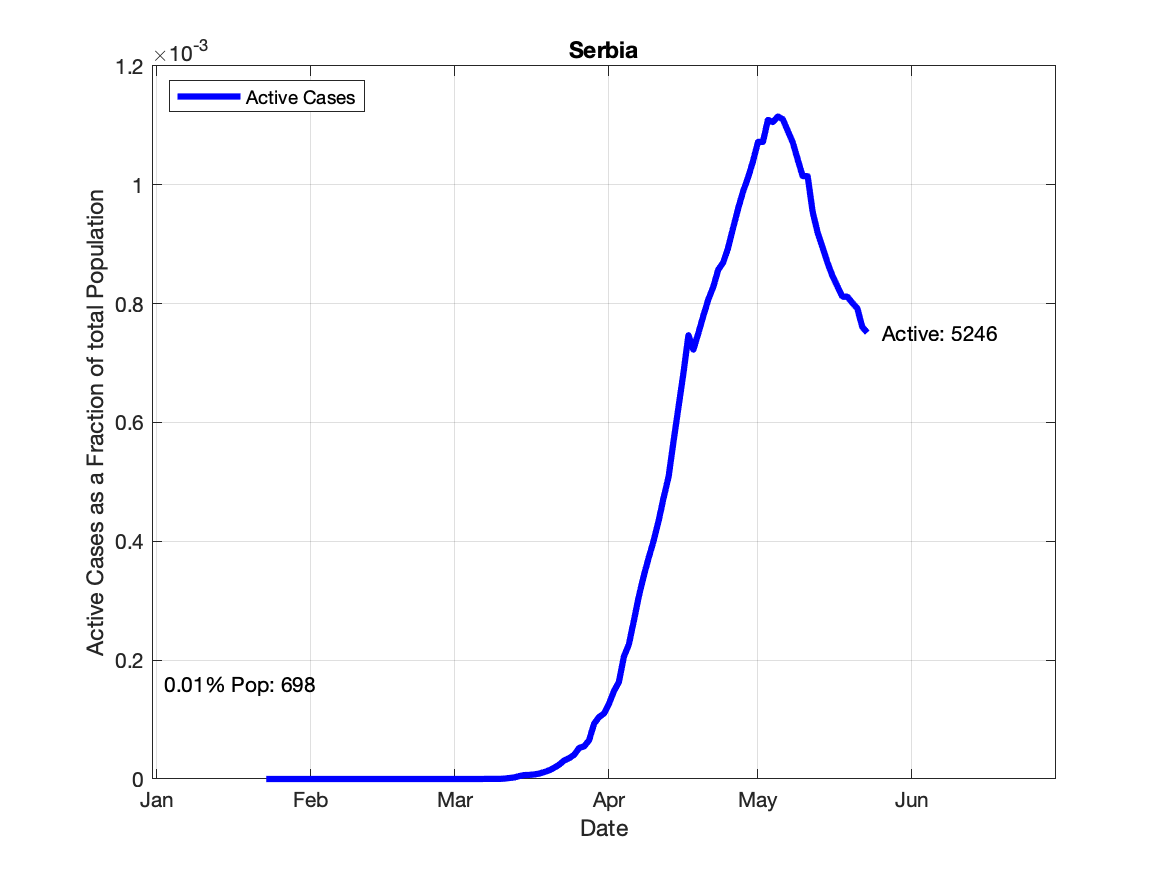 Serbia
×10-3
1.2
1
0.8
0.6
0.4
0.2
0
Active Cases as a Fraction of total Population
Active Cases
Active: 5246
0.01% Pop: 698
Jan Feb Mar Apr May Jun
Date